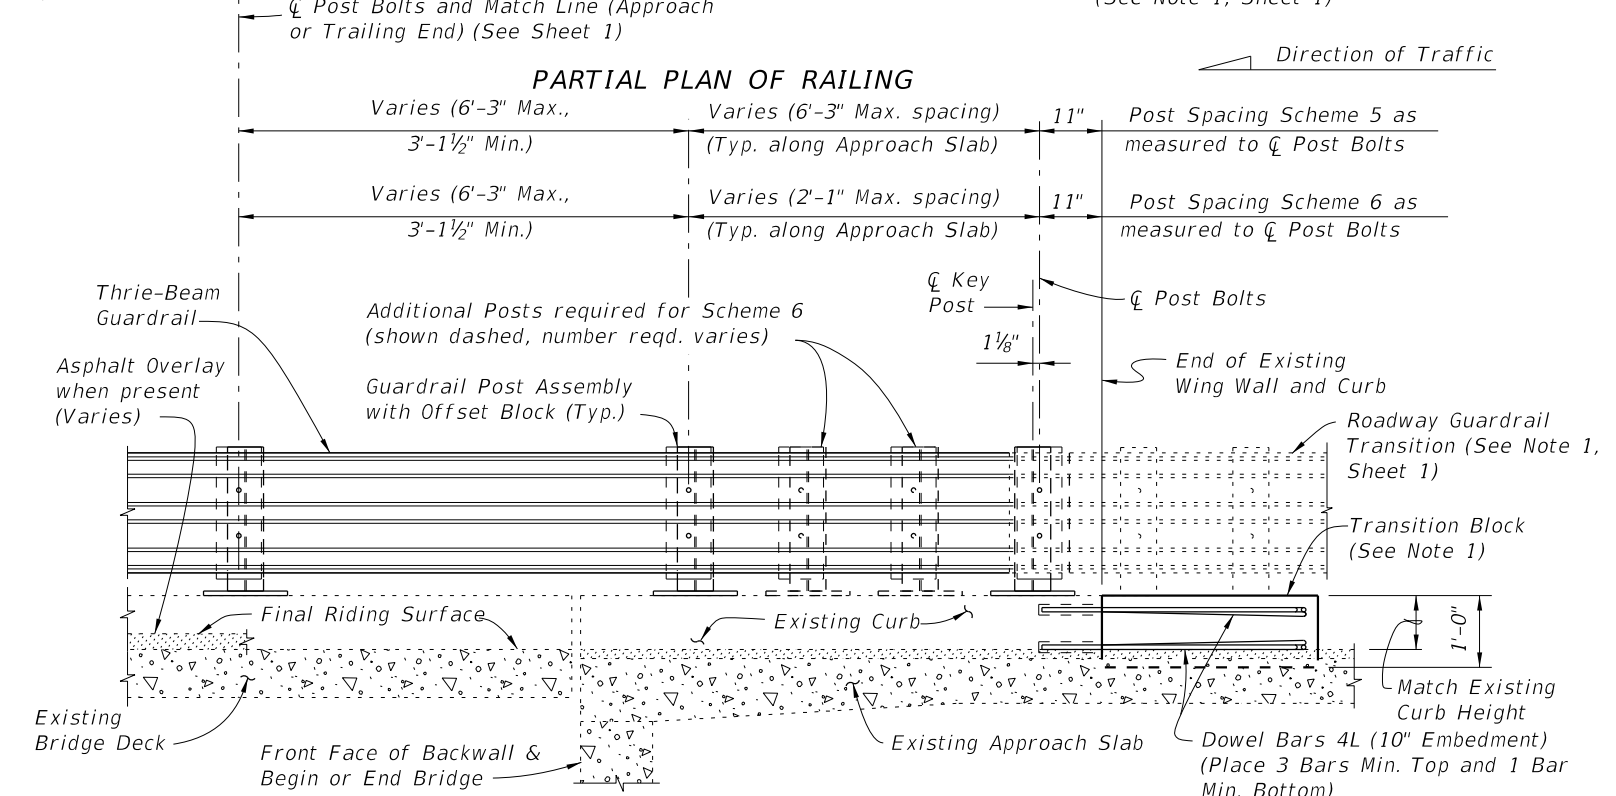 ℄ Post Bolts and Match Line (Approach
or Trailing End) (See Sheet 1)
(See Note 1, Sheet 1)
Direction of Traffic
PARTIAL PLAN OF RAILING
Varies (6'-3" Max.,
3'-1½" Min.)
Varies (6'-3" Max. spacing)
(Typ. along Approach Slab)
11"
Post Spacing Scheme 5 as
measured to ℄ Post Bolts
Varies (6'-3" Max.,
3'-1½" Min.)
Varies (2'-1" Max. spacing)
(Typ. along Approach Slab)
11"
Post Spacing Scheme 6 as
measured to ℄ Post Bolts
℄ Key
Post
℄ Post Bolts
1⅛"
Thrie-Beam
Guardrail
Additional Posts required for Scheme 6
(shown dashed, number reqd. varies)
Asphalt Overlay
when present
(Varies)
Guardrail Post Assembly
with Offset Block (Typ.)
End of Existing
Wing Wall and Curb
Roadway Guardrail
Transition (See Note 1,
Sheet 1)
Transition Block
(See Note 1)
Final Riding Surface
Existing Curb
1'-0"
Match Existing
Curb Height
Existing
Bridge Deck
Front Face of Backwall &
Begin or End Bridge
Existing Approach Slab
Dowel Bars 4L (10" Embedment)
(Place 3 Bars Min. Top and 1 Bar
Min. Bottom)